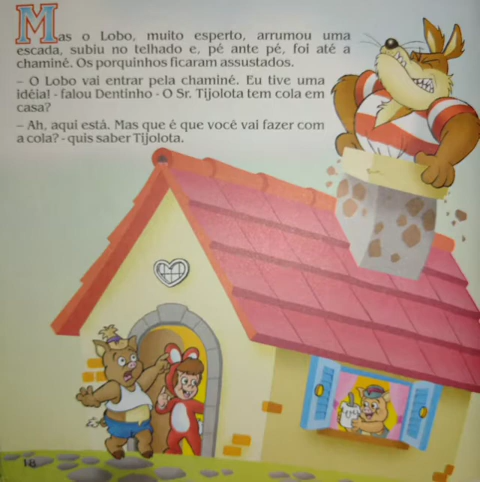 Mas o Lobo, muito esperto, arrumou uma
escada, subiu no telhado e, pé ante pé, foi até a
chaminé. Os porquinhos ficaram assustados.
– O Lobo vai entrar pela chaminé. Eu tive uma
idéia! - falou Dentinho - O Sr. Tijolota tem cola em
casa?
– Ah, aqui está. Mas que é que você vai fazer com
a cola? - quis saber Tijolota.
18